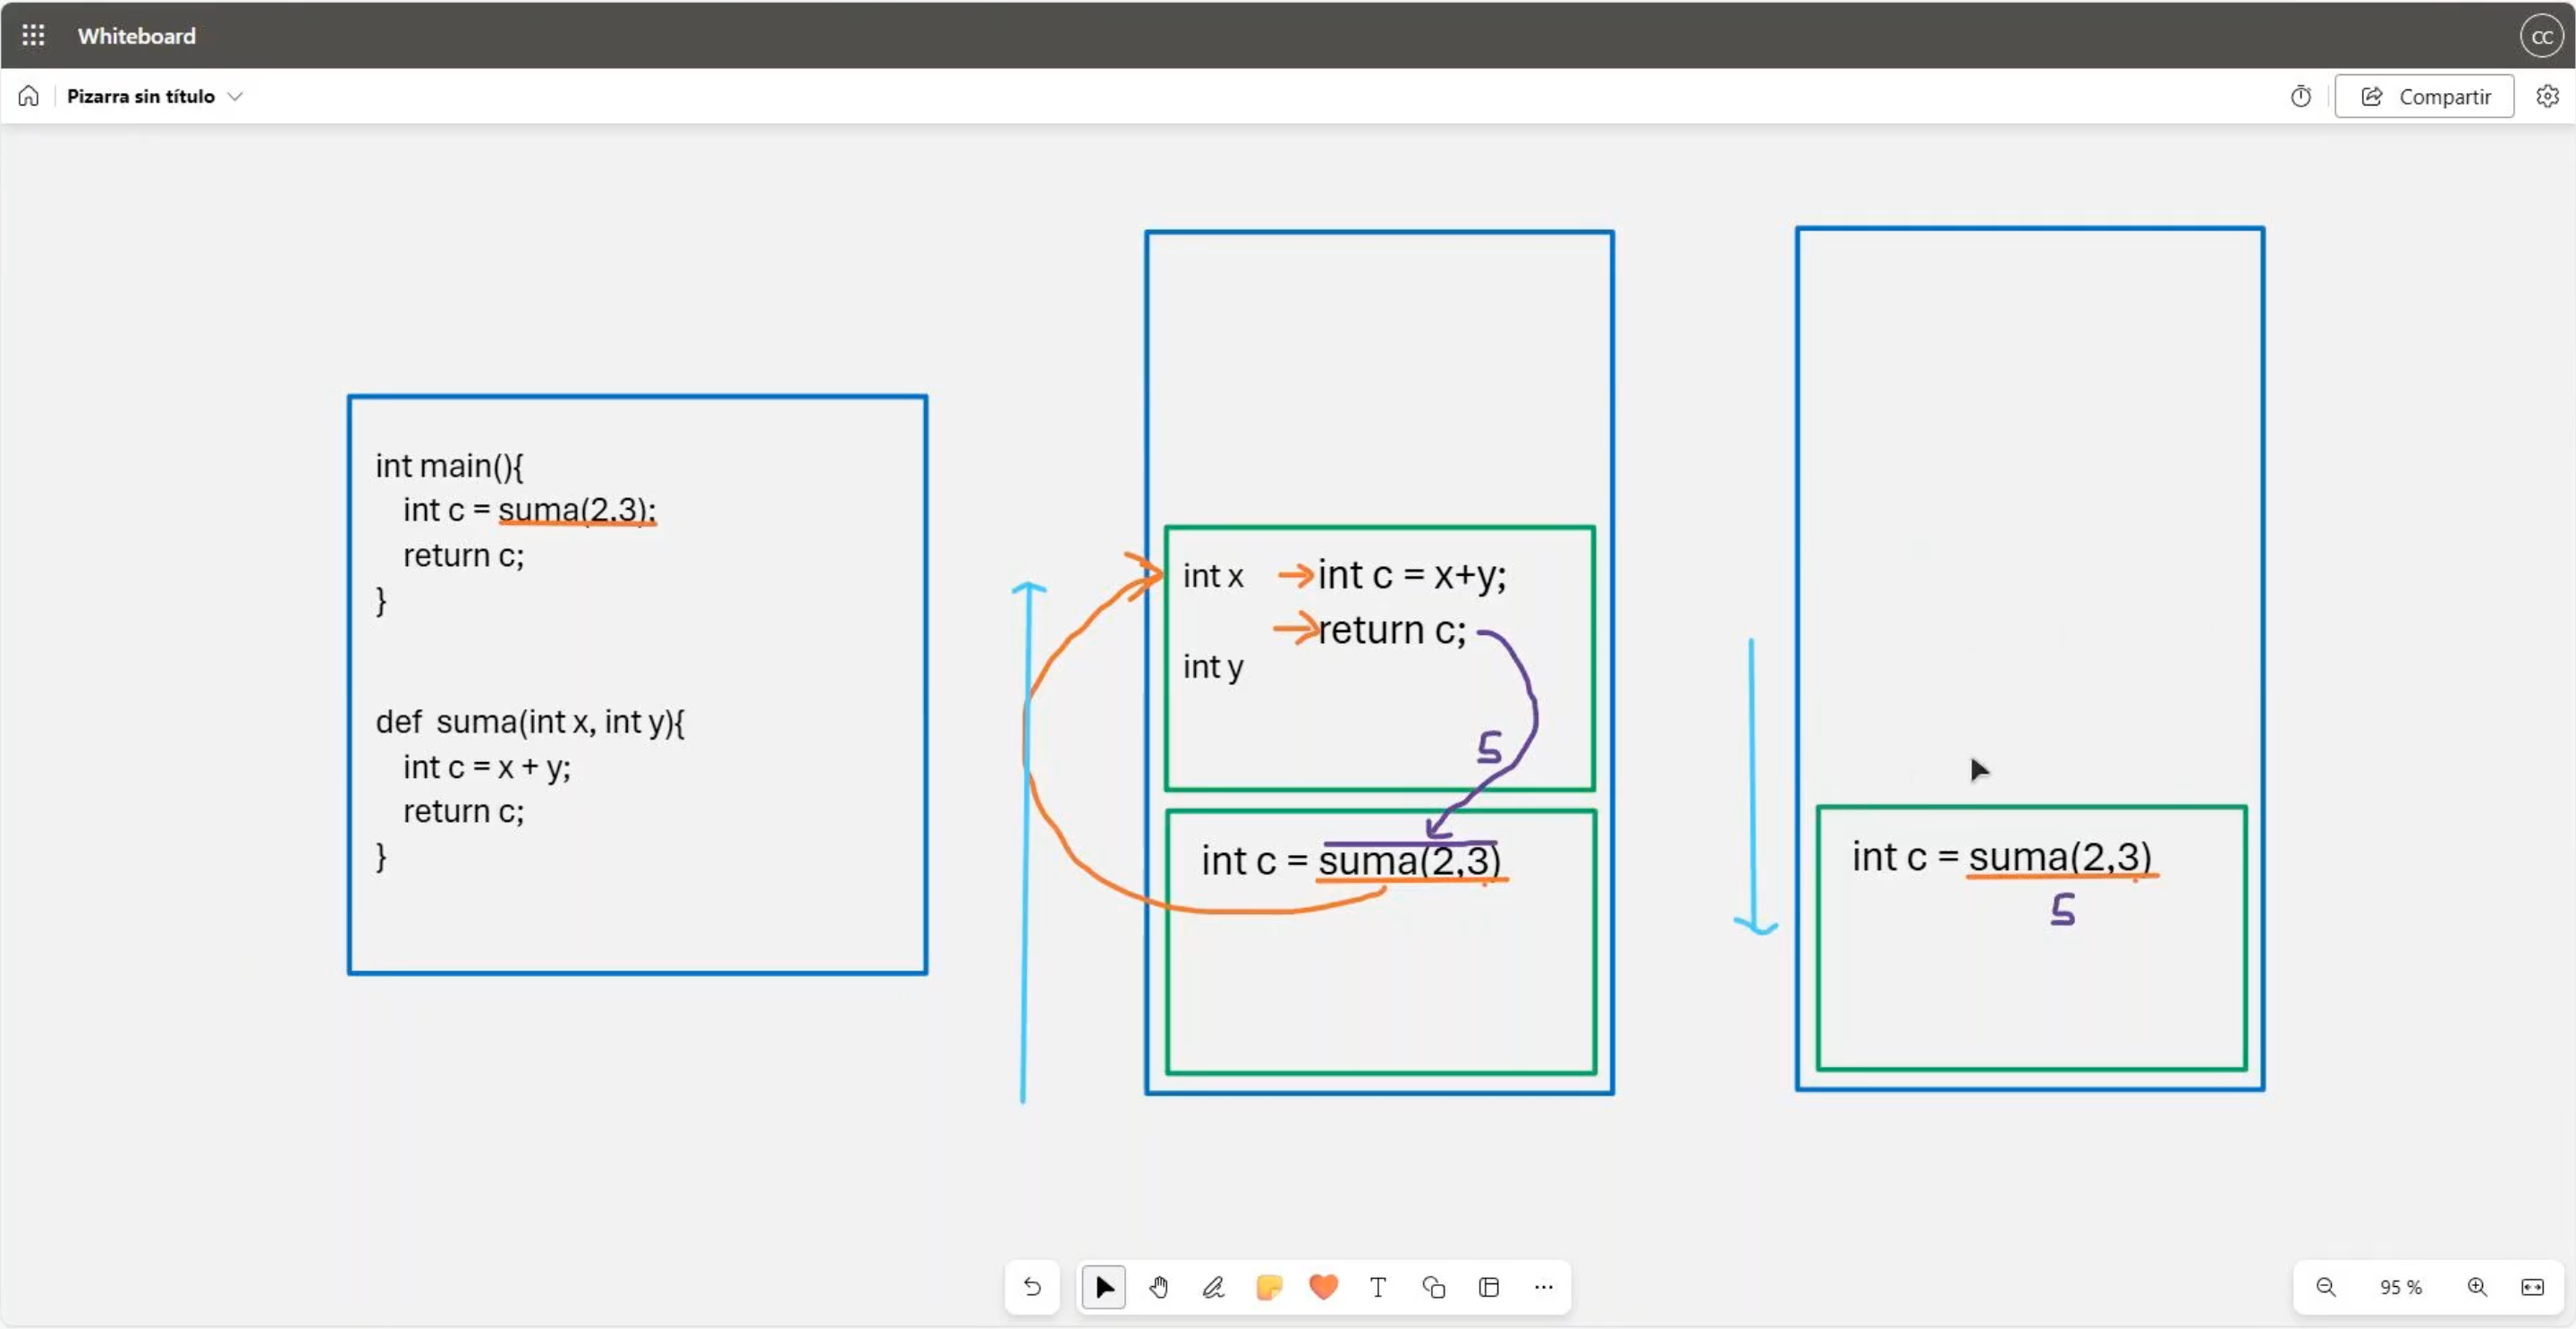 Whiteboard
CC
Pizarra sin título
Compartir
int main(){
int c = suma(2,3);
return c;
}
def suma(int x, int y){
int c = x + y;
return c;
}
int x
int c = x+y;
return c;
int y
5
int c = suma(2,3)
int c = suma(2,3)
5
95 %